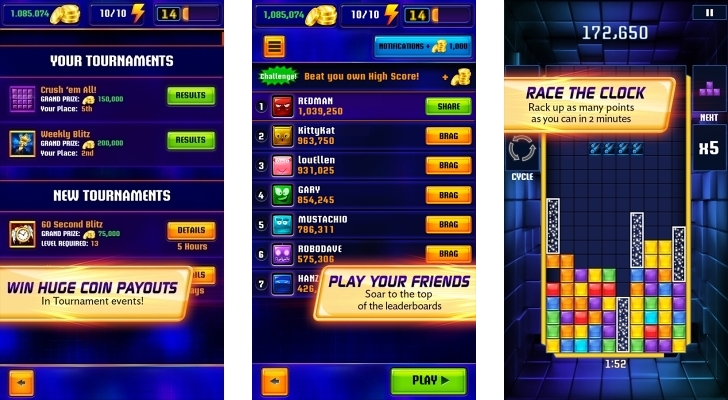 1,085,074
10/10
14
YOUR TOURNAMENTS
Crush 'em All!
GRAND PRIZE: 150,000
Your Place: 5th
RESULTS
Weekly Blitz
GRAND PRIZE: 200,000
Your Place: 2nd
RESULTS
NEW TOURNAMENTS
60 Second Blitz
GRAND PRIZE: 75,000
LEVEL REQUIRED: 13
DETAILS
5 Hours
WIN HUGE COIN PAYOUTS
In Tournament events!
1,085,074
10/10
14
NOTIFICATIONS + 1,000
Challenge!
Beat you own High Score!
+
1
REDMAN
1,039,250
SHARE
2
KittyKat
963,750
BRAG
3
louEllen
931,025
BRAG
4
GARY
854,245
BRAG
5
MUSTACHIO
786,311
BRAG
6
ROBODAVE
575,306
BRAG
7
HANZ
426,
PLAY YOUR FRIENDS
Soar to the top
of the leaderboards
PLAY
172,650
RACE THE CLOCK
Rack up as many points
as you can in 2 minutes
NEXT
x5
CYCLE
1:52